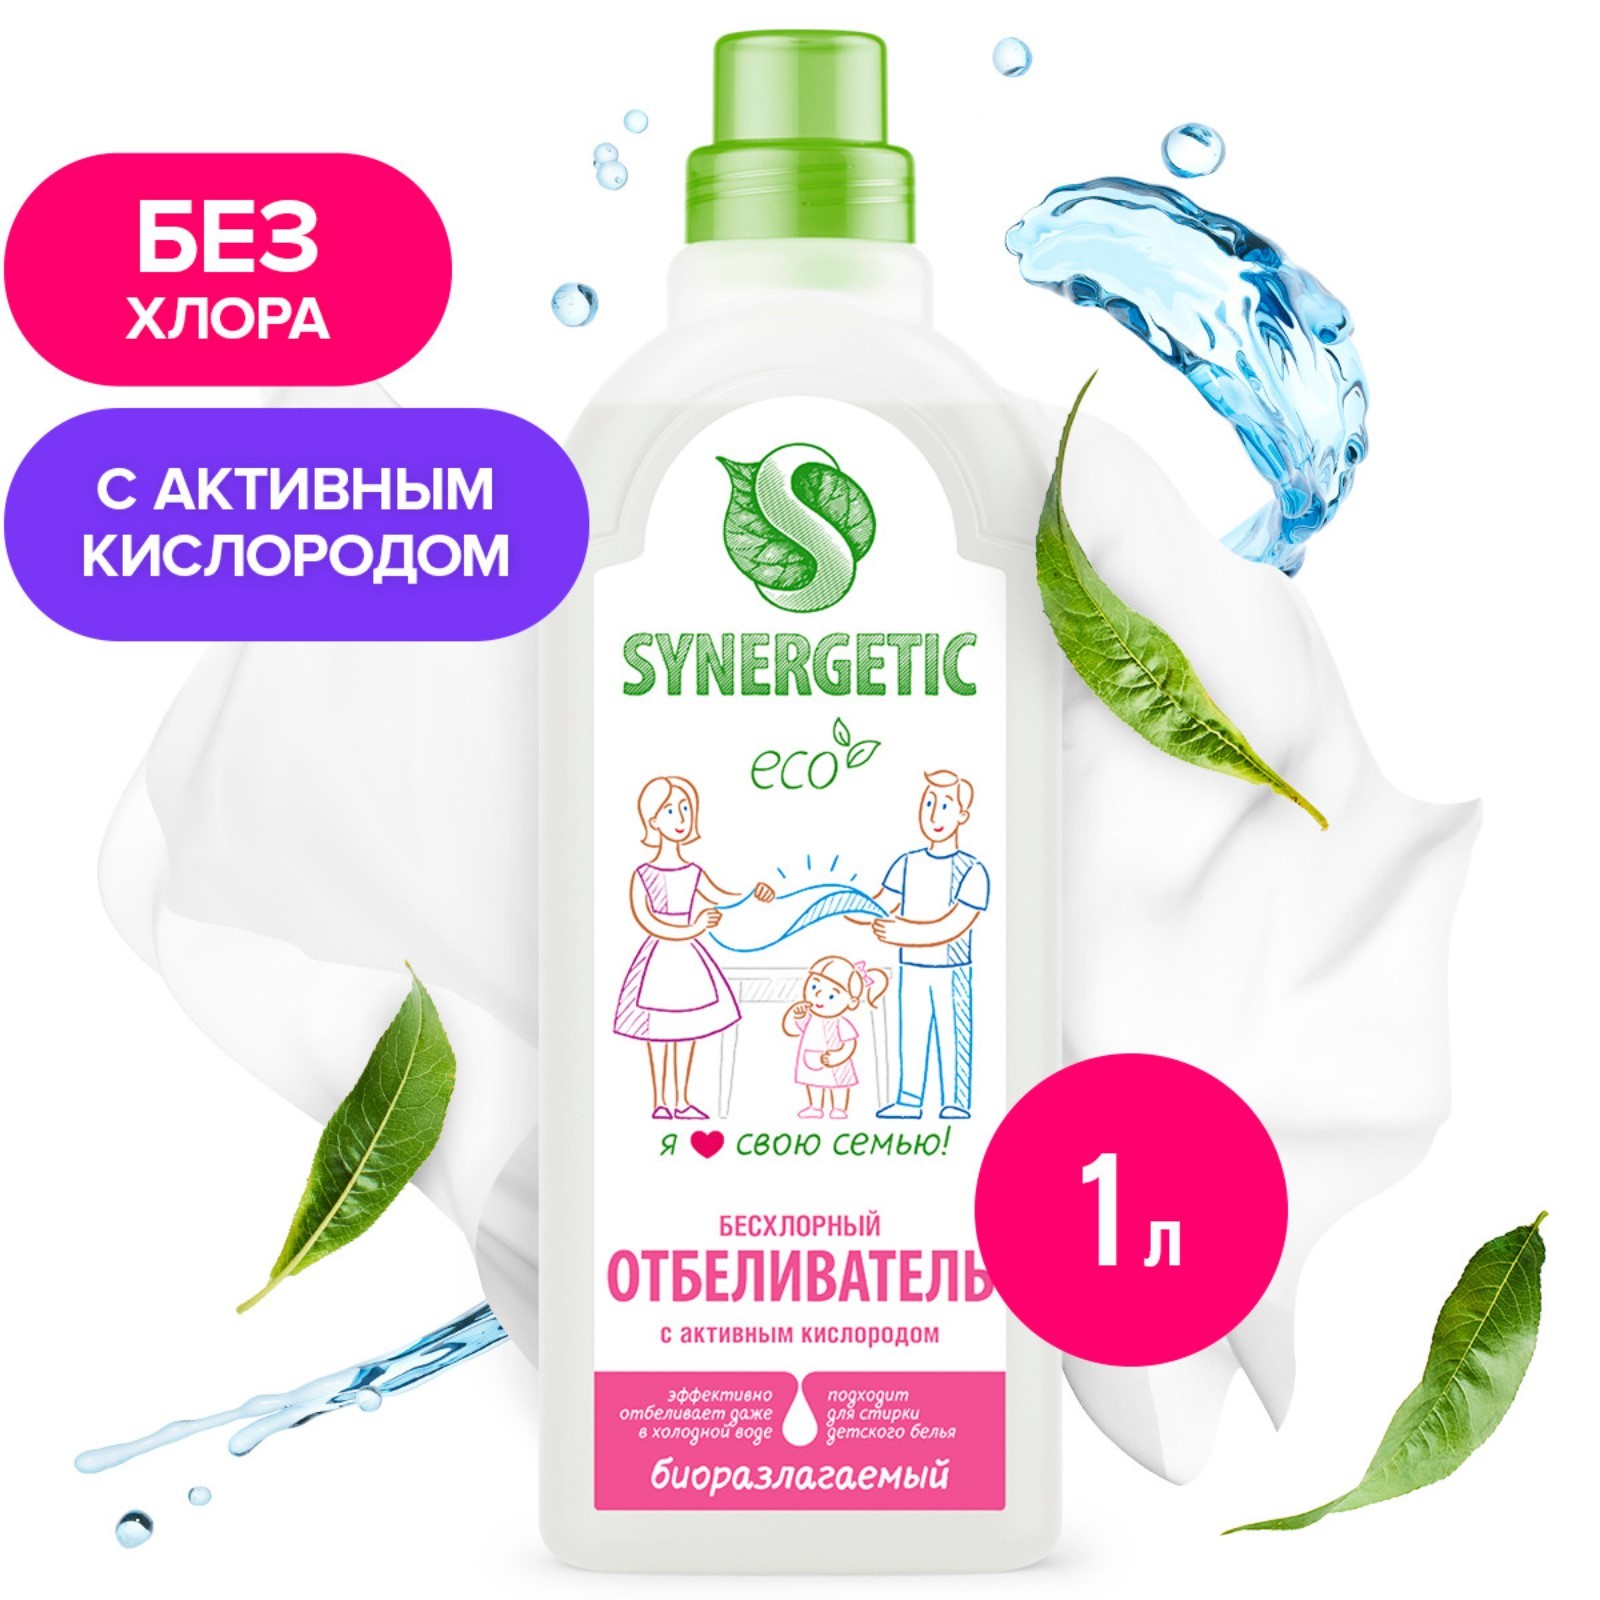 БЕЗ
ХЛОРА
С АКТИВНЫМ
КИСЛОРОДОМ
SYNERGETIC
eco
я ❤ свою семью!
БЕСХЛОРНЫЙ
ОТБЕЛИВАТЕЛЬ
С АКТИВНЫМ КИСЛОРОДОМ
1 л
эффективно
отбеливает даже
в холодной воде
подходит
для стирки
детского белья
биоразлагаемый